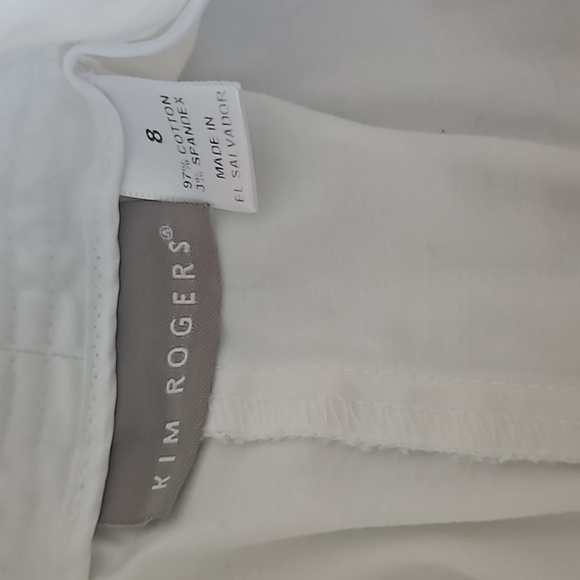 8
97% COTTON
3% SPANDEX
MADE IN
EL SALVADOR
KIM ROGERS®